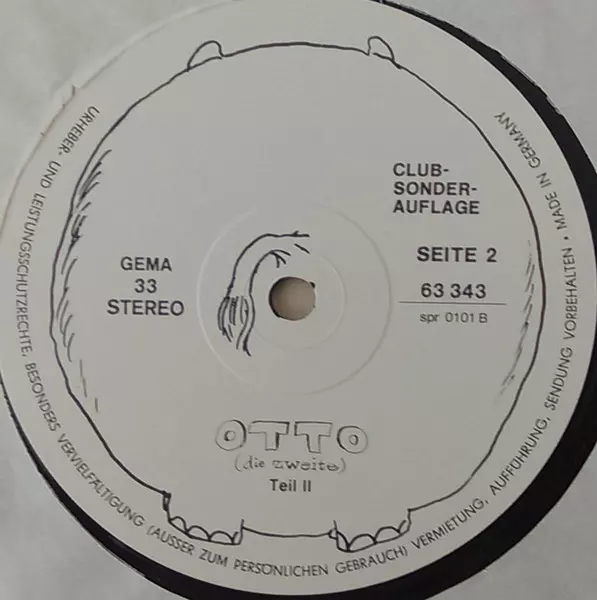 URHEBER- UND LEISTUNGSSCHUTZRECHTE, BESONDERS VERVIELFÄLTIGUNG (AUSSER ZUM PERSÖNLICHEN GEBRAUCH) VERMIETUNG, AUFFÜHRUNG, SENDUNG VORBEHALTEN • MADE IN GERMANY
CLUB-
SONDER-
AUFLAGE
GEMA
33
STEREO
SEITE 2
63 343
spr 0101 B
OTTO
(die zweite)
Teil II